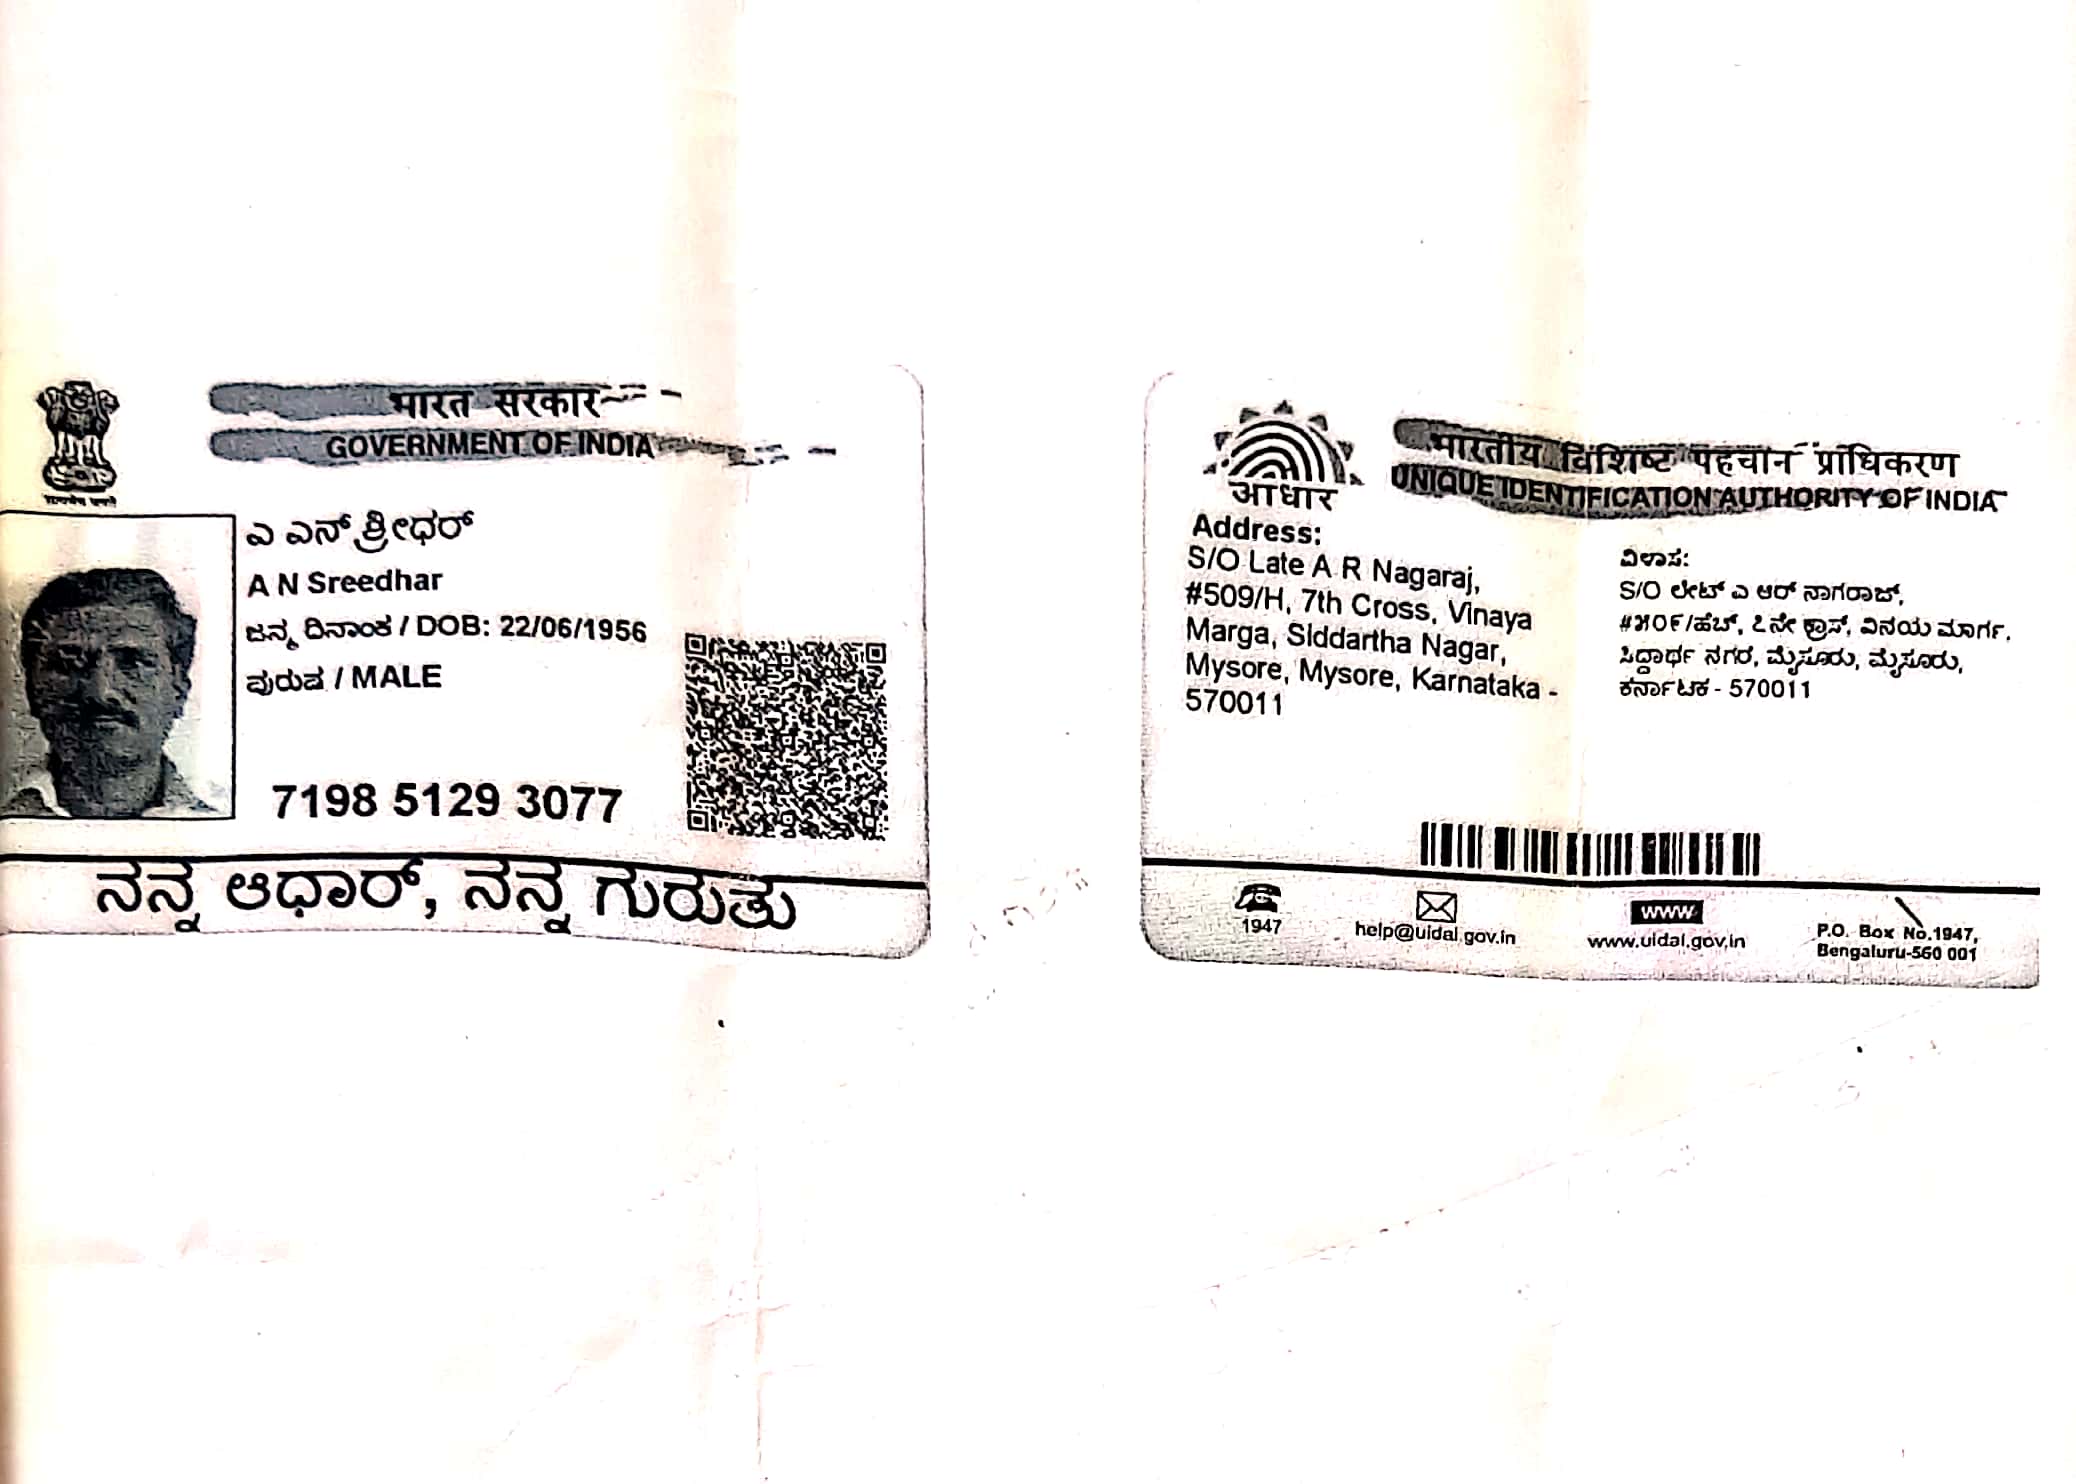 भारत सरकार
GOVERNMENT OF INDIA
ಎ ಎನ್ ಶ್ರೀಧರ್
A N Sreedhar
ಜನ್ಮ ದಿನಾಂಕ / DOB: 22/06/1956
ಪುರುಷ / MALE
7198 5129 3077
ನನ್ನ ಆಧಾರ್, ನನ್ನ ಗುರುತು
आधार
भारतीय विशिष्ट पहचान प्राधिकरण
UNIQUE IDENTIFICATION AUTHORITY OF INDIA
Address:
S/O Late A R Nagaraj,
#509/H, 7th Cross, Vinaya
Marga, Siddartha Nagar,
Mysore, Mysore, Karnataka -
570011
ವಿಳಾಸ:
S/O ಲೇಟ್ ಎ ಆರ್ ನಾಗರಾಜ್,
#೫೦೯/ಹೆಚ್, ೭ನೇ ಕ್ರಾಸ್, ವಿನಯ ಮಾರ್ಗ,
ಸಿದ್ದಾರ್ಥ ನಗರ, ಮೈಸೂರು, ಮೈಸೂರು,
ಕರ್ನಾಟಕ - 570011
1947
help@uidai.gov.in
www
www.uidai.gov.in
P.O. Box No.1947,
Bengaluru-560 001